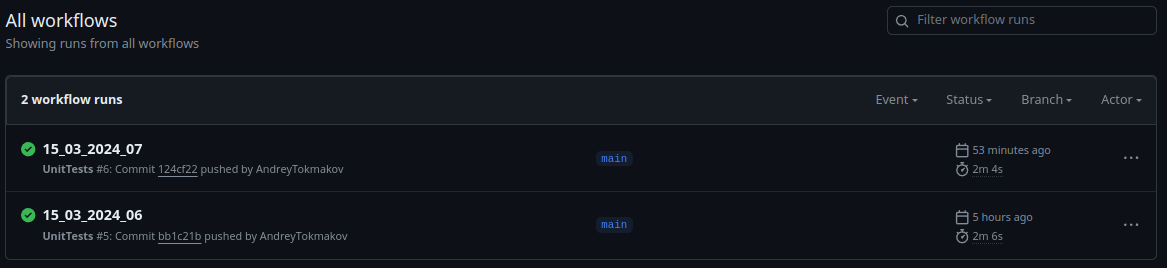 All workflows
Filter workflow runs
Showing runs from all workflows
2 workflow runs
Event
Status
Branch
Actor
15_03_2024_07
UnitTests #6: Commit 124cf22 pushed by AndreyTokmakov
main
53 minutes ago
2m 4s
15_03_2024_06
UnitTests #5: Commit bb1c21b pushed by AndreyTokmakov
main
5 hours ago
2m 6s